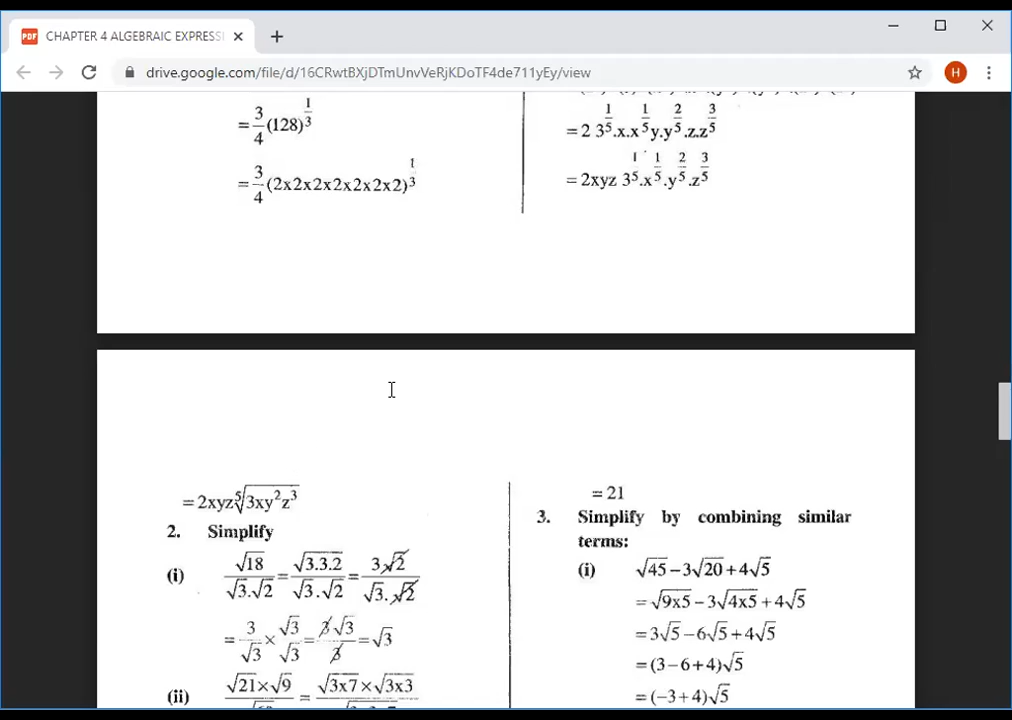 CHAPTER 4 ALGEBRAIC EXPRESSI
drive.google.com/file/d/16CRwtBXjDTmUnvVeRjKDoTF4de711yEy/view
H
= 3/4 (128)^(1/3)
= 3/4 (2x2x2x2x2x2x2)^(1/3)
= 2 3^(1/5).x.x^(1/5) y.y^(2/5) .z.z^(3/5)
= 2xyz 3^(1/5).x^(1/5).y^(2/5).z^(3/5)
= 2xyz ⁵√(3xy²z³)
2. Simplify
(i) √18/(√3.√2) = √(3.3.2)/(√3.√2) = 3√2/(√3.√2)
= 3/√3 × √3/√3 = 3√3/3 = √3
(ii) √21×√9 = √(3x7)×√(3x3)
= 21
3. Simplify by combining similar
terms:
(i) √45 – 3√20 + 4√5
= √(9x5) – 3√(4x5) + 4√5
= 3√5 – 6√5 + 4√5
= (3 – 6 + 4)√5
= (–3 + 4)√5